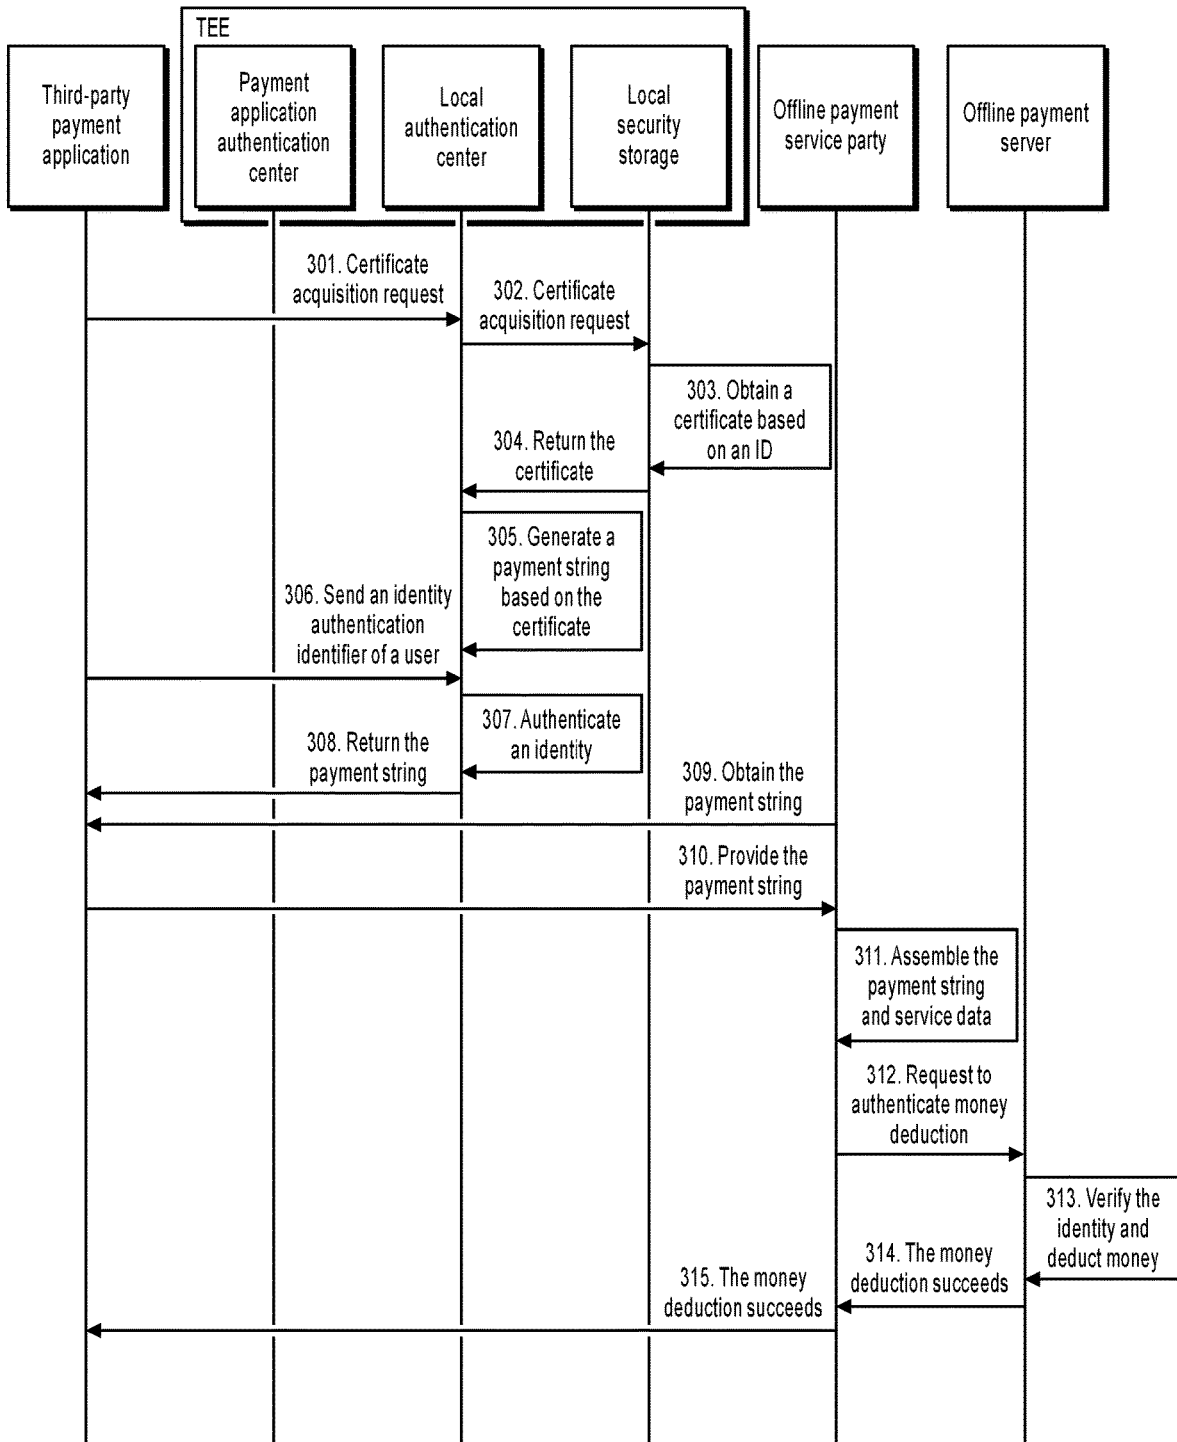 TEE
Third-party
payment
application
Payment
application
authentication
center
Local
authentication
center
Local
security
storage
Offline payment
service party
Offline payment
server
301. Certificate
acquisition request
302. Certificate
acquisition request
303. Obtain a
certificate based
on an ID
304. Return the
certificate
305. Generate a
payment string
based on the
certificate
306. Send an identity
authentication
identifier of a user
307. Authenticate
an identity
308. Return the
payment string
309. Obtain the
payment string
310. Provide the
payment string
311. Assemble the
payment string
and service data
312. Request to
authenticate money
deduction
313. Verify the
identity and
deduct money
314. The money
deduction succeeds
315. The money
deduction succeeds